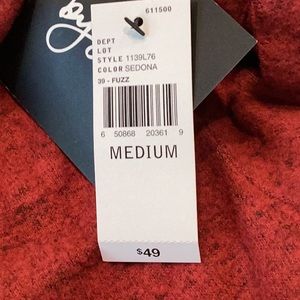 611500
DEPT
LOT
STYLE 1139L76
COLOR SEDONA
39 - FUZZ
6 50868 20361 9
MEDIUM
$49